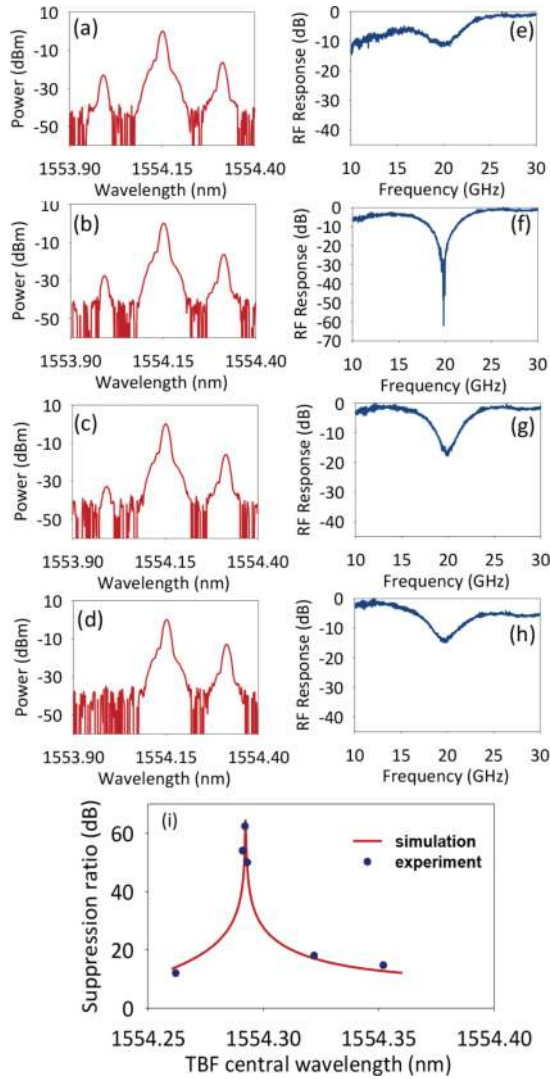 (a)
Power (dBm)
10
-10
-30
-50
1553.90 1554.15 1554.40
Wavelength (nm)
(e)
RF Response (dB)
0
-10
-20
-30
-40
10 15 20 25 30
Frequency (GHz)
(b)
Power (dBm)
10
-10
-30
-50
1553.90 1554.15 1554.40
Wavelength (nm)
(f)
RF Response (dB)
0
-10
-20
-30
-40
-50
-60
-70
10 15 20 25 30
Frequency (GHz)
(c)
Power (dBm)
10
-10
-30
-50
1553.90 1554.15 1554.40
Wavelength (nm)
(g)
RF Response (dB)
0
-10
-20
-30
-40
10 15 20 25 30
Frequency (GHz)
(d)
Power (dBm)
10
-10
-30
-50
1553.90 1554.15 1554.40
Wavelength (nm)
(h)
RF Response (dB)
0
-10
-20
-30
-40
10 15 20 25 30
Frequency (GHz)
(i)
Suppression ratio (dB)
60
40
20
0
simulation
experiment
1554.25 1554.30 1554.35 1554.40
TBF central wavelength (nm)